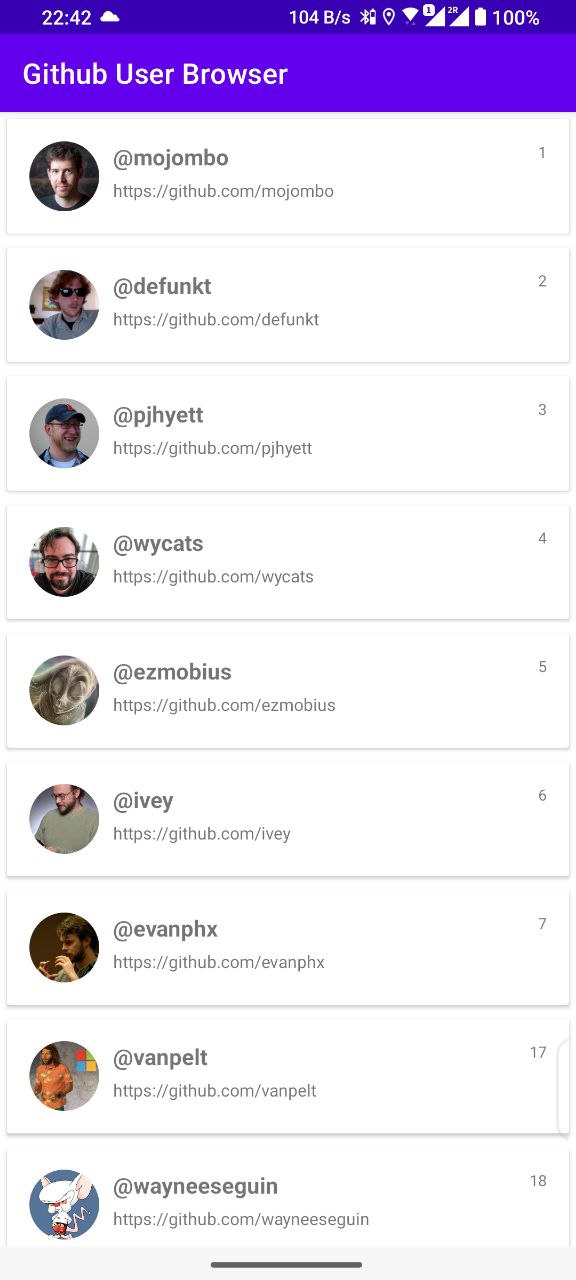 22:42 104 B/s 1 2R 100%
Github User Browser
@mojombo 1
https://github.com/mojombo
@defunkt 2
https://github.com/defunkt
@pjhyett 3
https://github.com/pjhyett
@wycats 4
https://github.com/wycats
@ezmobius 5
https://github.com/ezmobius
@ivey 6
https://github.com/ivey
@evanphx 7
https://github.com/evanphx
@vanpelt 17
https://github.com/vanpelt
@wayneeseguin 18
https://github.com/wayneeseguin